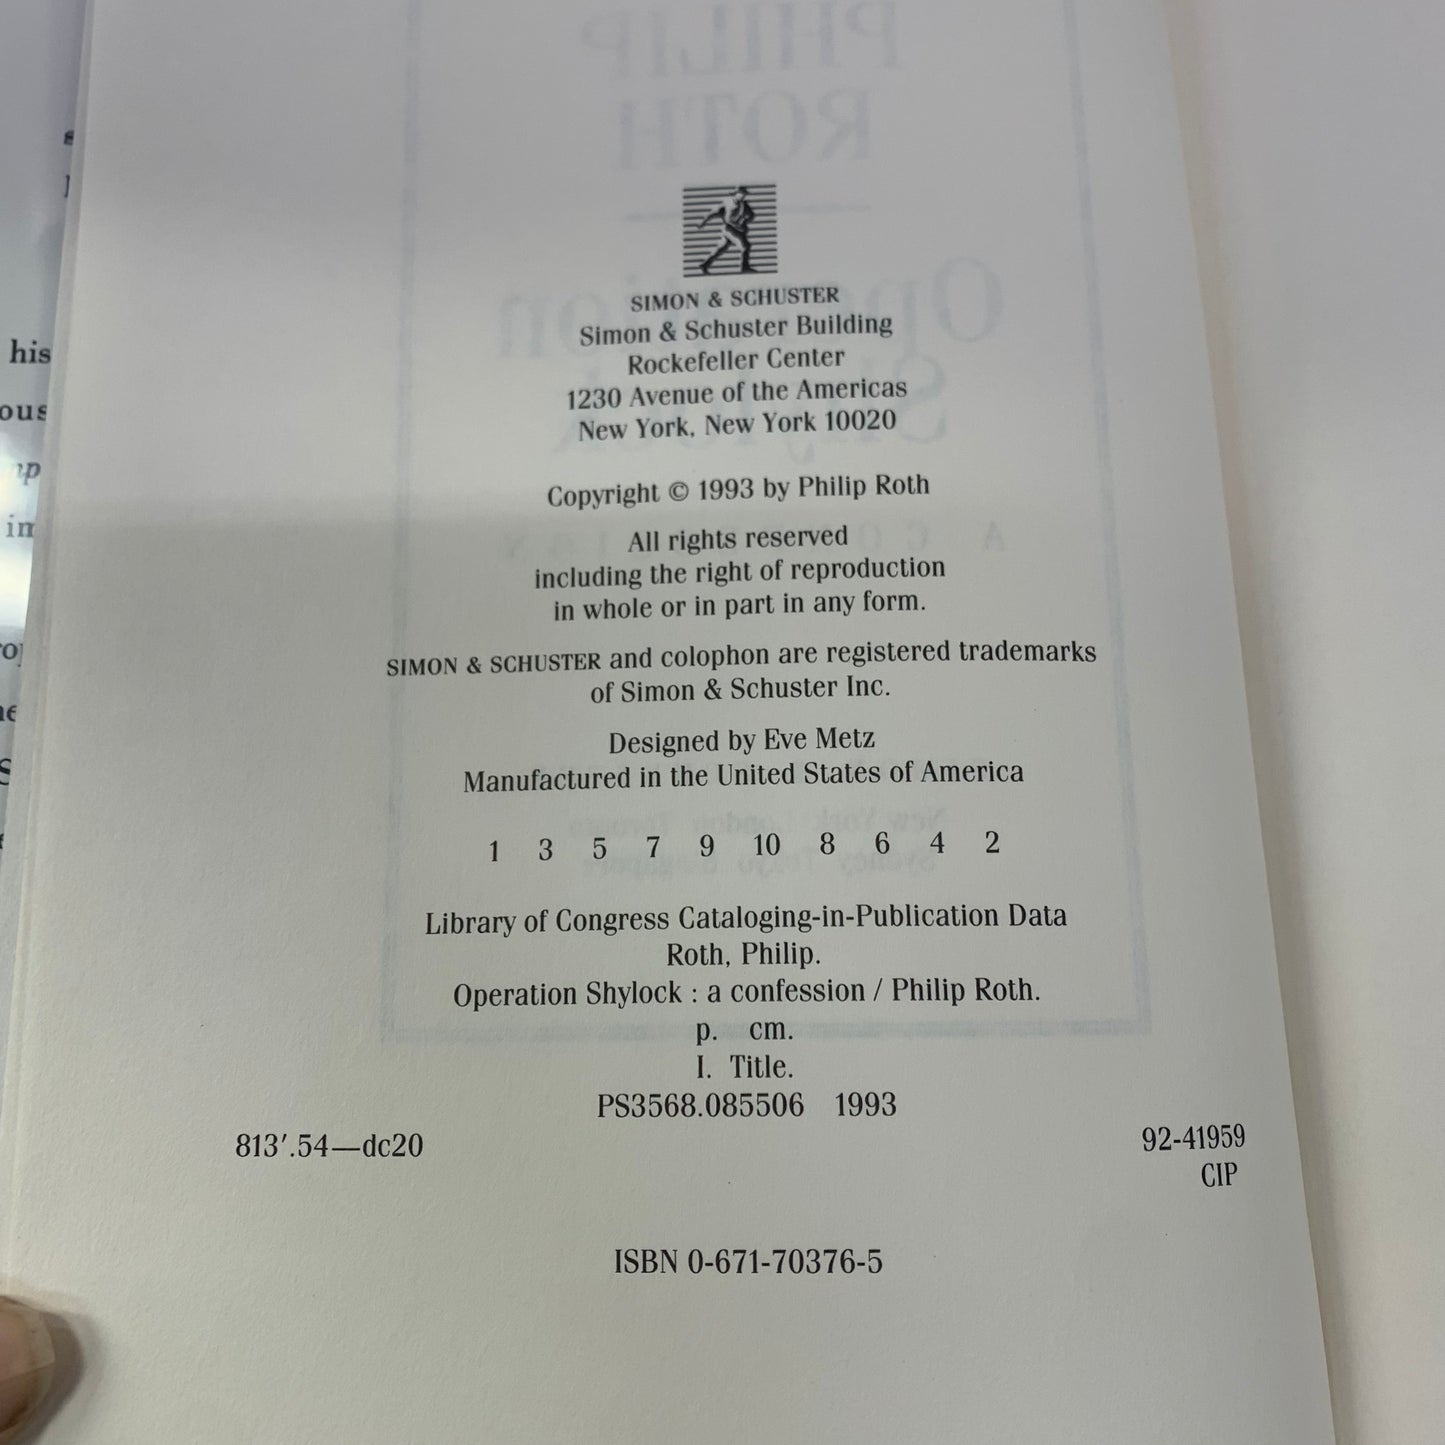 PHILIP
ROTH
SIMON & SCHUSTER
Simon & Schuster Building
Rockefeller Center
1230 Avenue of the Americas
New York, New York 10020
Copyright © 1993 by Philip Roth
All rights reserved
including the right of reproduction
in whole or in part in any form.
SIMON & SCHUSTER and colophon are registered trademarks
of Simon & Schuster Inc.
Designed by Eve Metz
Manufactured in the United States of America
1 3 5 7 9 10 8 6 4 2
Library of Congress Cataloging-in-Publication Data
Roth, Philip.
Operation Shylock : a confession / Philip Roth.
p. cm.
I. Title.
PS3568.085506 1993
813′.54—dc20
92-41959
CIP
ISBN 0-671-70376-5
his